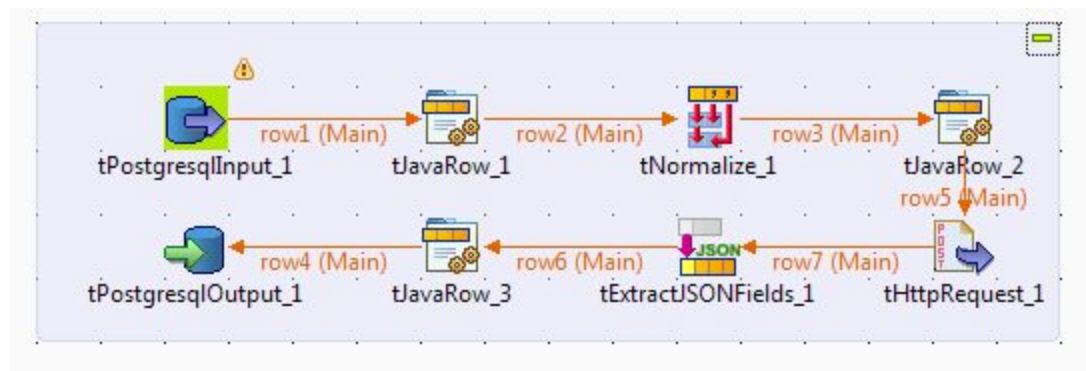 row1 (Main) row2 (Main) row3 (Main)
tPostgresqlInput_1 tJavaRow_1 tNormalize_1 tJavaRow_2
row5 (Main)
POST
JSON
row4 (Main) row6 (Main) row7 (Main)
tPostgresqlOutput_1 tJavaRow_3 tExtractJSONFields_1 tHttpRequest_1